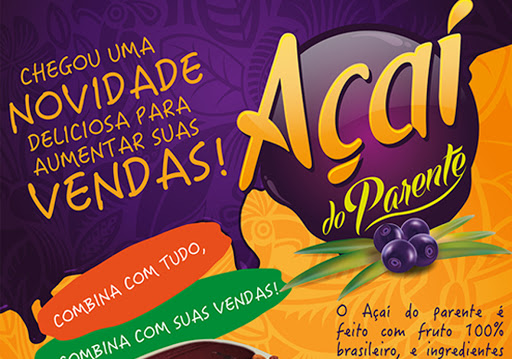 CHEGOU UMA
NOVIDADE
DELICIOSA PARA
AUMENTAR SUAS
VENDAS!
Açaí
do Parente
COMBINA COM TUDO,
COMBINA COM SUAS VENDAS!
O Açai do parente é
feito com fruto 100%
brasileiro, e ingredientes